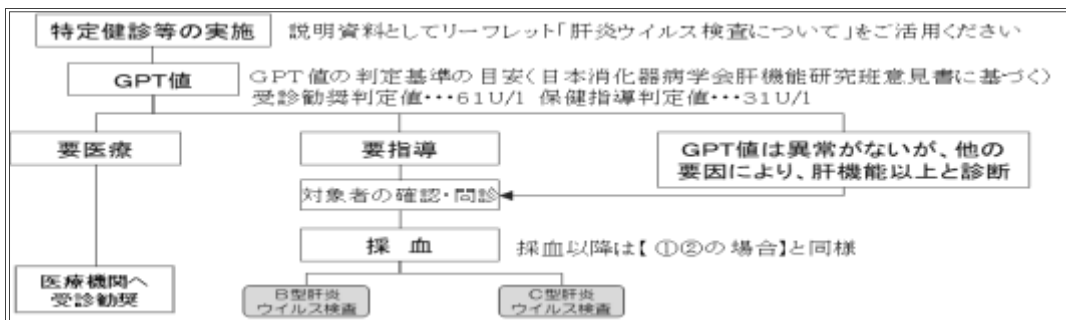 特定健診等の実施
説明資料としてリーフレット「肝炎ウイルス検査について」をご活用ください
GPT値
GPT値の判定基準の目安(日本消化器病学会肝機能研究班意見書に基づく)
受診勧奨判定値・・・61U/l 保健指導判定値・・・31U/l
要医療
要指導
GPT値は異常がないが、他の
要因により、肝機能以上と診断
対象者の確認・問診
採 血
採血以降は【①②の場合】と同様
医療機関へ
受診勧奨
B型肝炎
ウイルス検査
C型肝炎
ウイルス検査